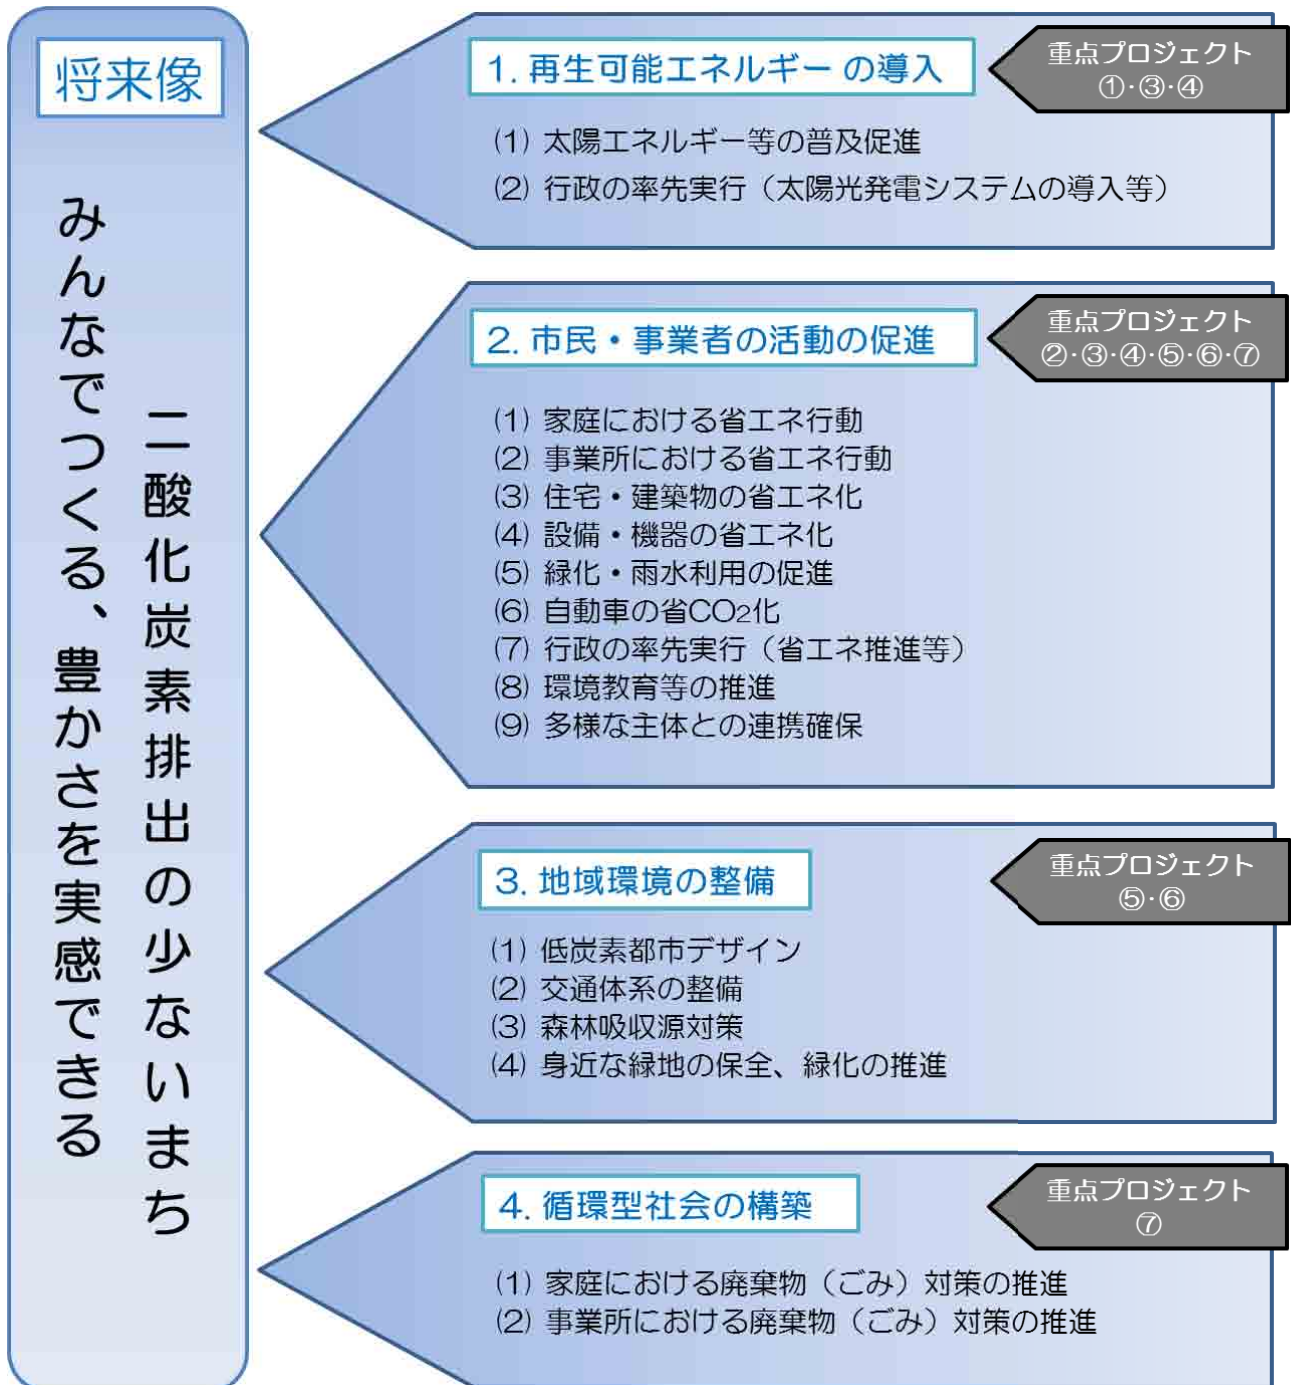 将来像
みんなでつくる、豊かさを実感できる
二酸化炭素排出の少ないまち
1. 再生可能エネルギー の導入
重点プロジェクト
①・③・④
(1) 太陽エネルギー等の普及促進
(2) 行政の率先実行（太陽光発電システムの導入等）
2. 市民・事業者の活動の促進
重点プロジェクト
②・③・④・⑤・⑥・⑦
(1) 家庭における省エネ行動
(2) 事業所における省エネ行動
(3) 住宅・建築物の省エネ化
(4) 設備・機器の省エネ化
(5) 緑化・雨水利用の促進
(6) 自動車の省CO2化
(7) 行政の率先実行（省エネ推進等）
(8) 環境教育等の推進
(9) 多様な主体との連携確保
3. 地域環境の整備
重点プロジェクト
⑤・⑥
(1) 低炭素都市デザイン
(2) 交通体系の整備
(3) 森林吸収源対策
(4) 身近な緑地の保全、緑化の推進
4. 循環型社会の構築
重点プロジェクト
⑦
(1) 家庭における廃棄物（ごみ）対策の推進
(2) 事業所における廃棄物（ごみ）対策の推進